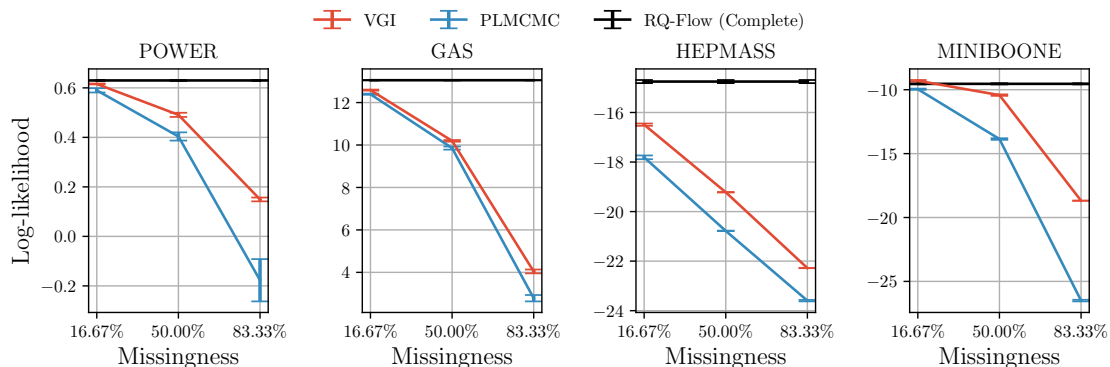 VGI PLMCMC RQ-Flow (Complete)
POWER
0.6
0.4
0.2
0.0
−0.2
Log-likelihood
16.67% 50.00% 83.33%
Missingness
GAS
12
10
8
6
4
16.67% 50.00% 83.33%
Missingness
HEPMASS
−16
−18
−20
−22
−24
16.67% 50.00% 83.33%
Missingness
MINIBOONE
−10
−15
−20
−25
16.67% 50.00% 83.33%
Missingness